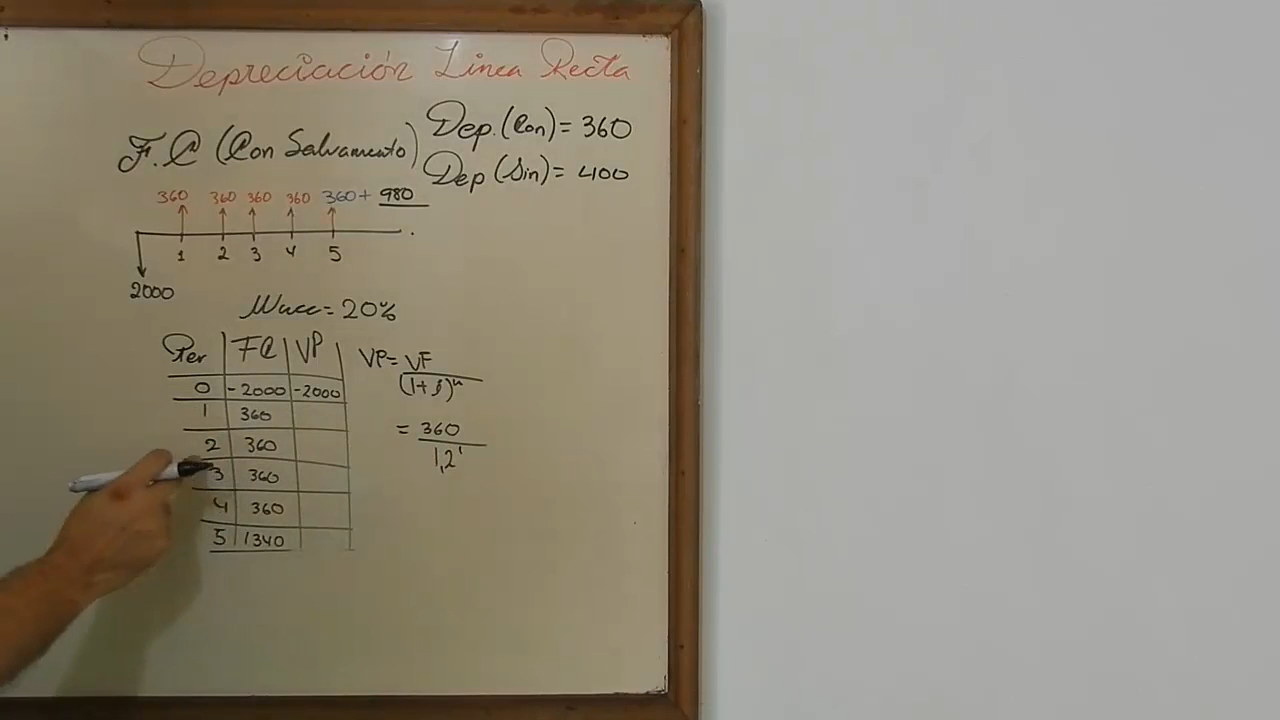 Depreciación Linea Recta
F.C (Con Salvamento)
Dep. (Con) = 360
Dep (Sin) = 400
360 360 360 360 360 + 980
1 2 3 4 5
2000
Wacc = 20%
Per FC VP
0 -2000 -2000
1 360
2 360
3 360
4 360
5 1340
VP = VF
(1+i)ⁿ
= 360
1,2¹